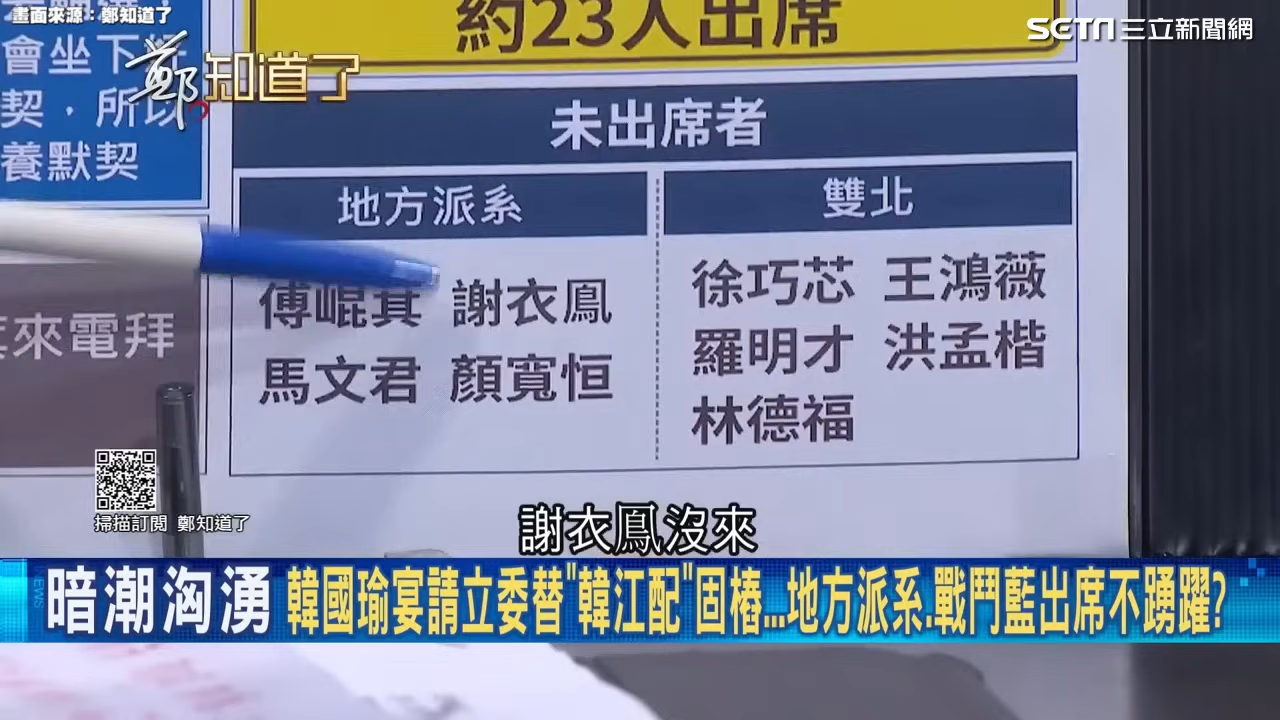 畫面來源：鄭知道了
SETN三立新聞網
鄭知道了
約23人出席
會坐下
契，所以
養默契
未出席者
地方派系
雙北
傅崐萁 謝衣鳳
馬文君 顏寬恒
徐巧芯 王鴻薇
羅明才 洪孟楷
林德福
來電拜
掃描訂閱 鄭知道了
謝衣鳳沒來
暗潮洶湧
韓國瑜宴請立委替"韓江配"固樁...地方派系.戰鬥藍出席不踴躍?